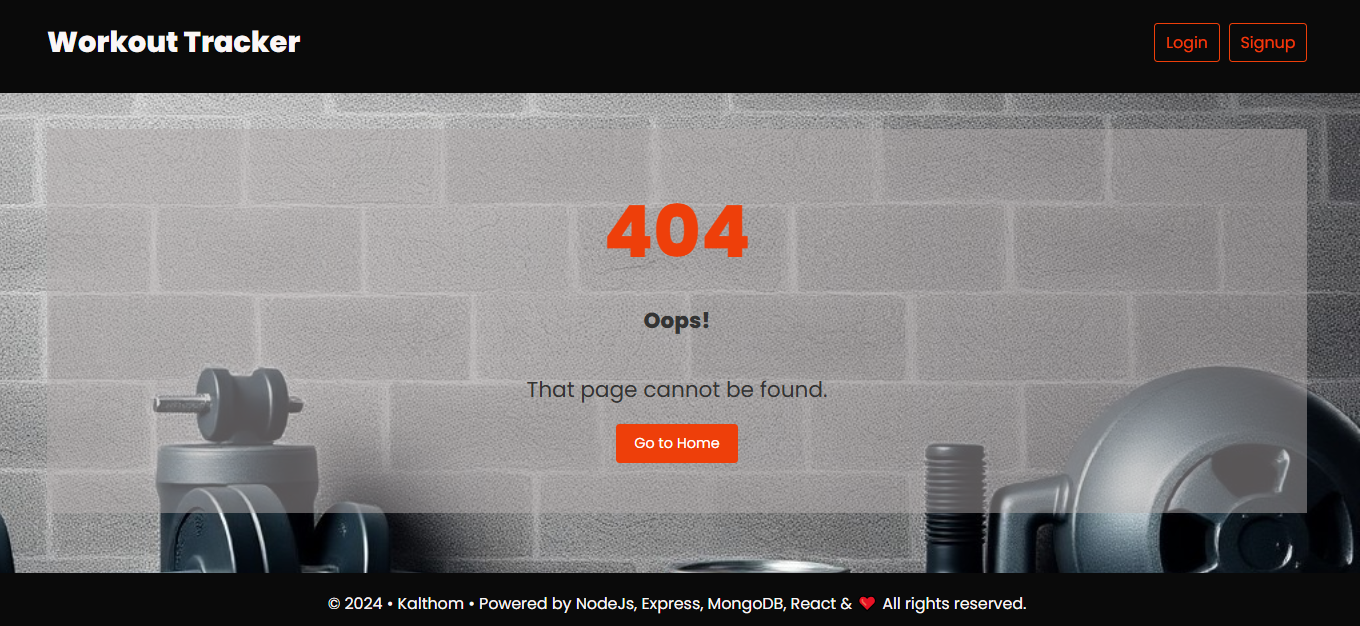 Workout Tracker
Login Signup
404
Oops!
That page cannot be found.
Go to Home
© 2024 • Kalthom • Powered by NodeJs, Express, MongoDB, React & ❤️ All rights reserved.